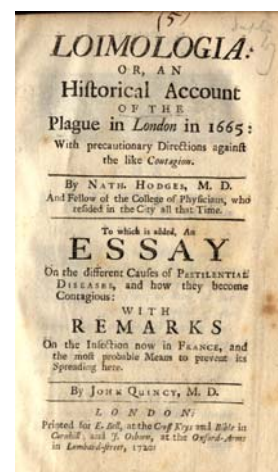 (5)
LOIMOLOGIA:
OR, AN
Hiſtorical Account
OF THE
Plague in London in 1665:
With precautionary Directions againſt
the like Contagion.
By NATH. HODGES, M. D.
And Fellow of the College of Phyſicians, who
reſided in the City all that Time.
To which is added, An
ESSAY
On the different Cauſes of PESTILENTIAL
DISEASES, and how they become
Contagious:
WITH
REMARKS
On the Infection now in FRANCE, and
the moſt probable Means to prevent its
Spreading here.
By JOHN QUINCY, M. D.
LONDON:
Printed for E. Bell, at the Croſs Keys and Bible in
Cornhill; and J. Osborn, at the Oxford-Arms
in Lombard-ſtreet, 1720.